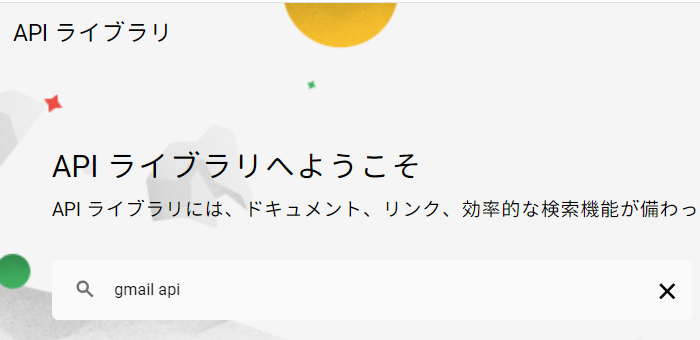 API ライブラリ
API ライブラリへようこそ
API ライブラリには、ドキュメント、リンク、効率的な検索機能が備わっ
gmail api